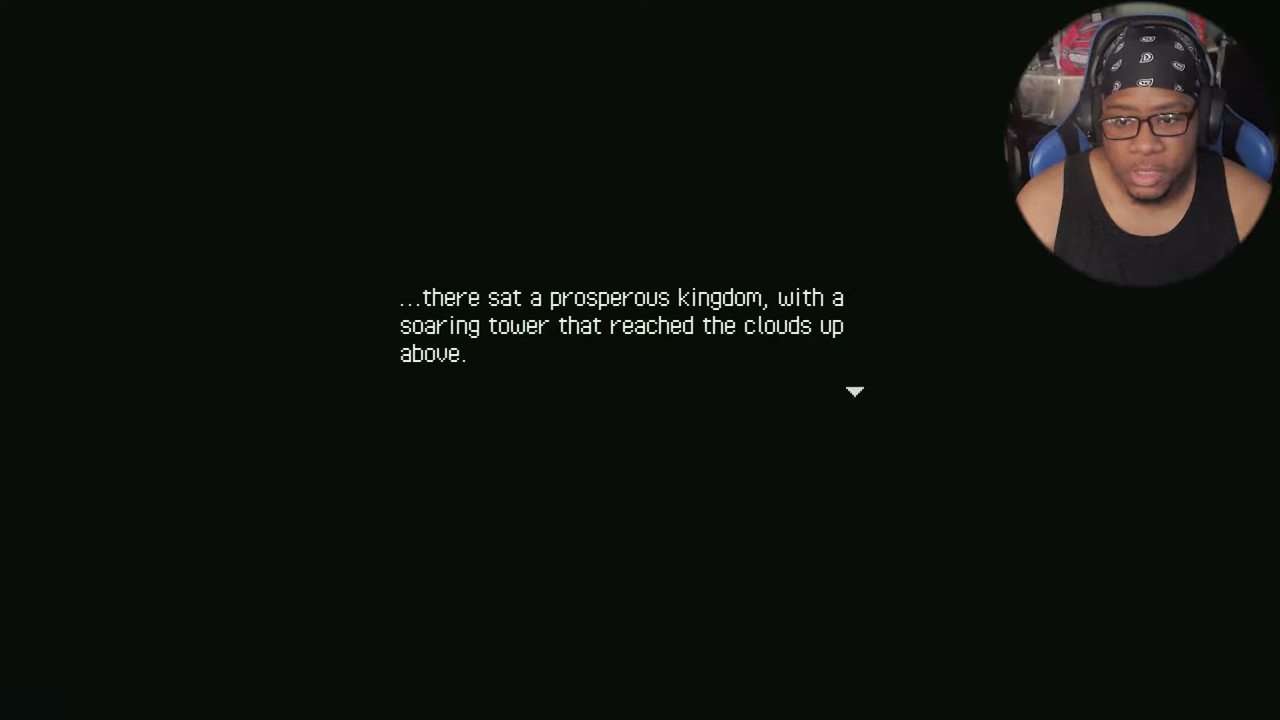 ...there sat a prosperous kingdom, with a
soaring tower that reached the clouds up
above.